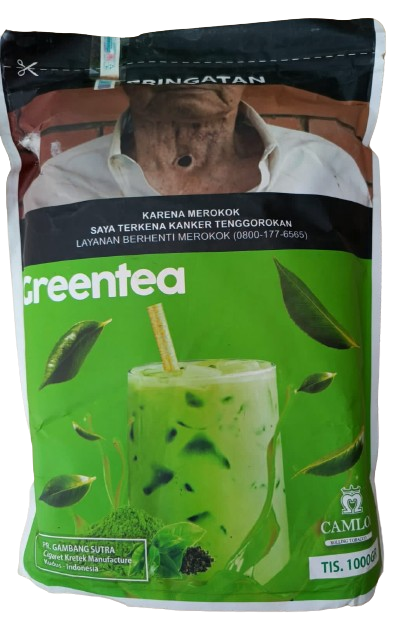 PERINGATAN
KARENA MEROKOK
SAYA TERKENA KANKER TENGGOROKAN
LAYANAN BERHENTI MEROKOK (0800-177-6565)
Greentea
CAMLO
PR. GAMBANG SUTRA
Cigaret Kretek Manufacture
Kudus - Indonesia
TIS. 1000GR